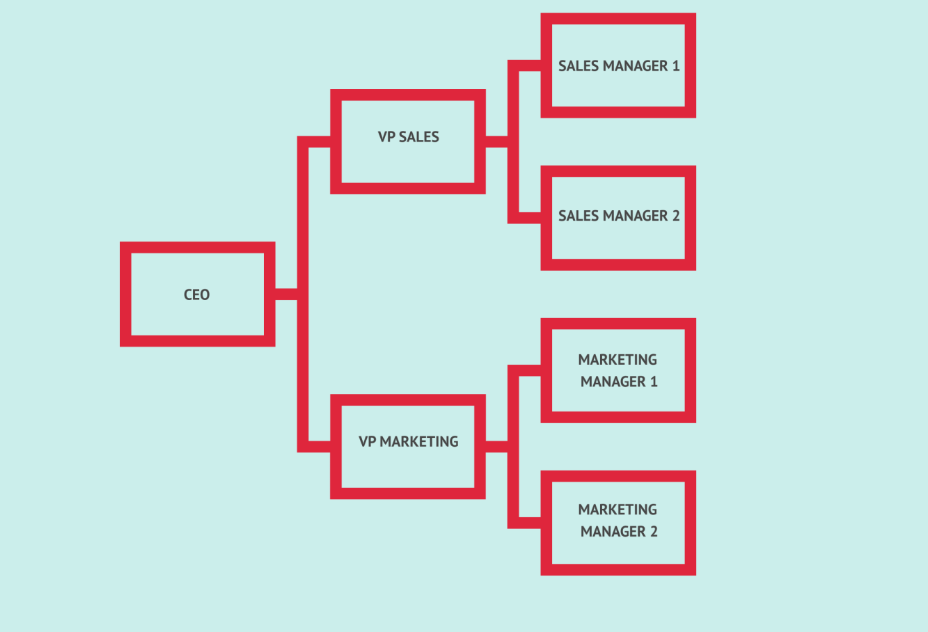 SALES MANAGER 1
VP SALES
SALES MANAGER 2
CEO
MARKETING
MANAGER 1
VP MARKETING
MARKETING
MANAGER 2